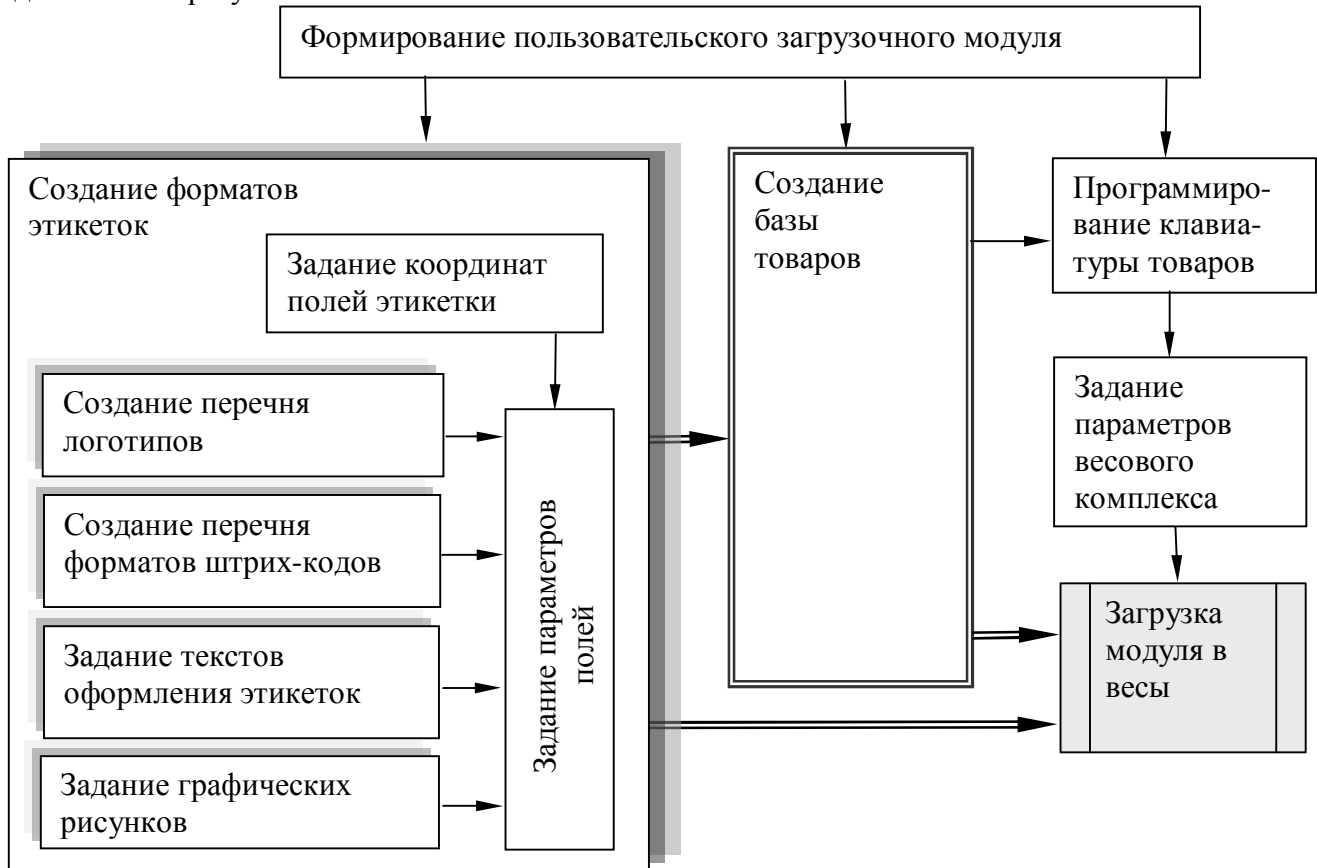 Формирование пользовательского загрузочного модуля
Создание форматов
этикеток
Задание координат
полей этикетки
Создание перечня
логотипов
Создание перечня
форматов штрих-кодов
Задание текстов
оформления этикеток
Задание графических
рисунков
Задание параметров
полей
Создание
базы
товаров
Программиро-
вание клавиа-
туры товаров
Задание
параметров
весового
комплекса
Загрузка
модуля в
весы